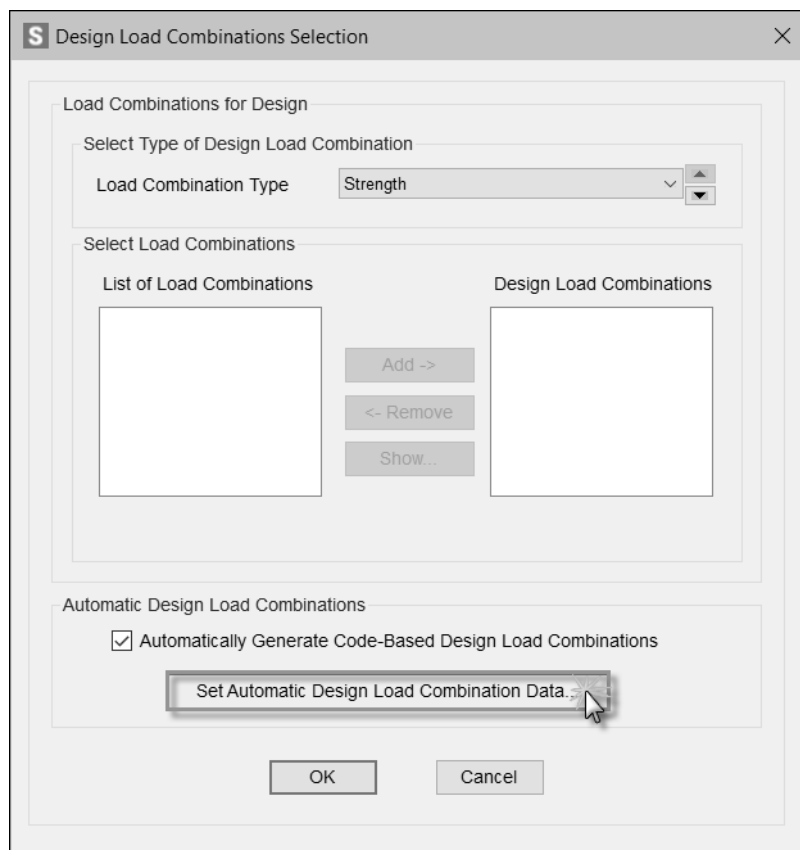 S Design Load Combinations Selection
Load Combinations for Design
Select Type of Design Load Combination
Load Combination Type Strength
Select Load Combinations
List of Load Combinations Design Load Combinations
Add ->
<- Remove
Show...
Automatic Design Load Combinations
Automatically Generate Code-Based Design Load Combinations
Set Automatic Design Load Combination Data..
OK Cancel